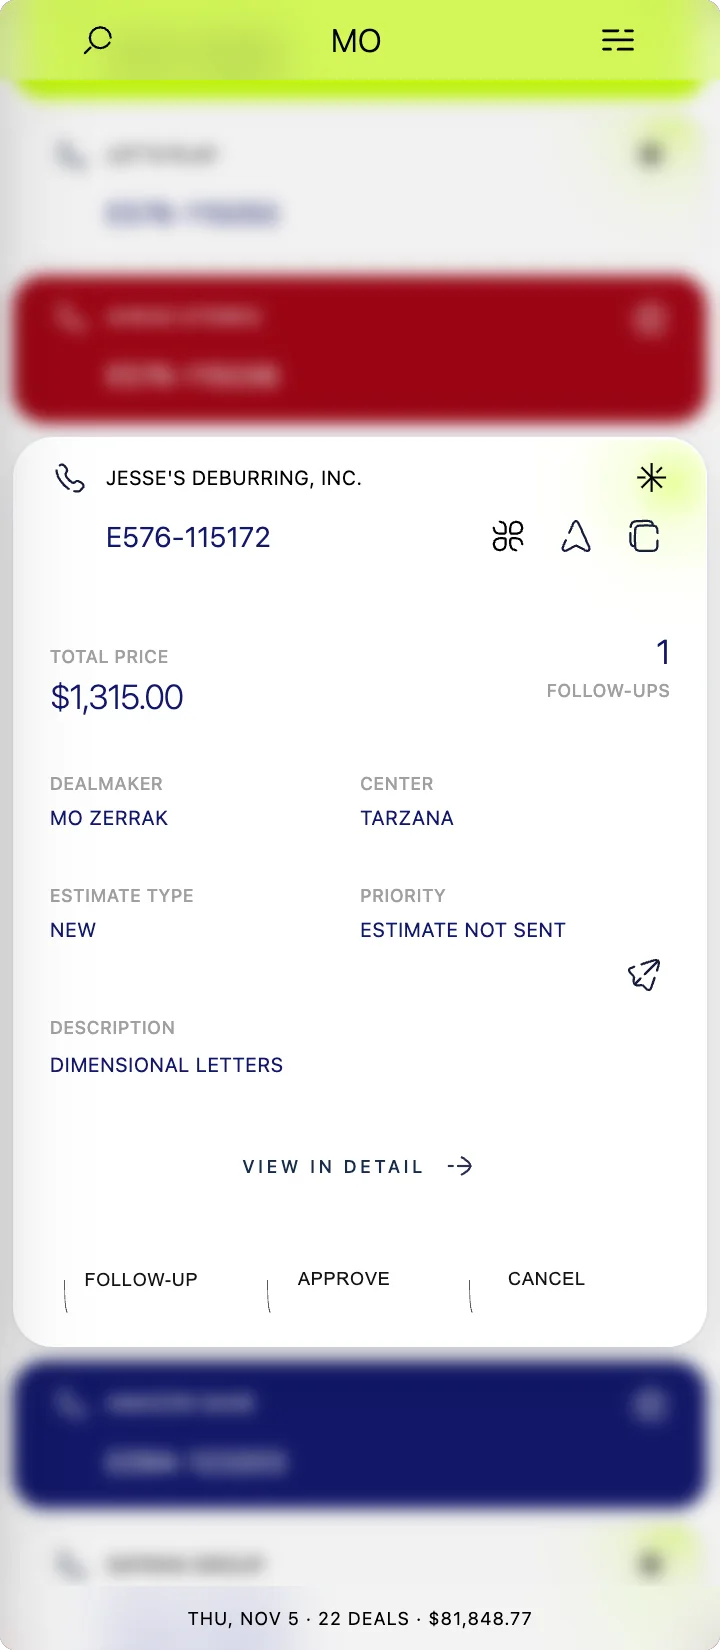 MO
JESSE'S DEBURRING, INC.
E576-115172
TOTAL PRICE
$1,315.00
1
FOLLOW-UPS
DEALMAKER
MO ZERRAK
CENTER
TARZANA
ESTIMATE TYPE
NEW
PRIORITY
ESTIMATE NOT SENT
DESCRIPTION
DIMENSIONAL LETTERS
VIEW IN DETAIL
FOLLOW-UP
APPROVE
CANCEL
THU, NOV 5 · 22 DEALS · $81,848.77